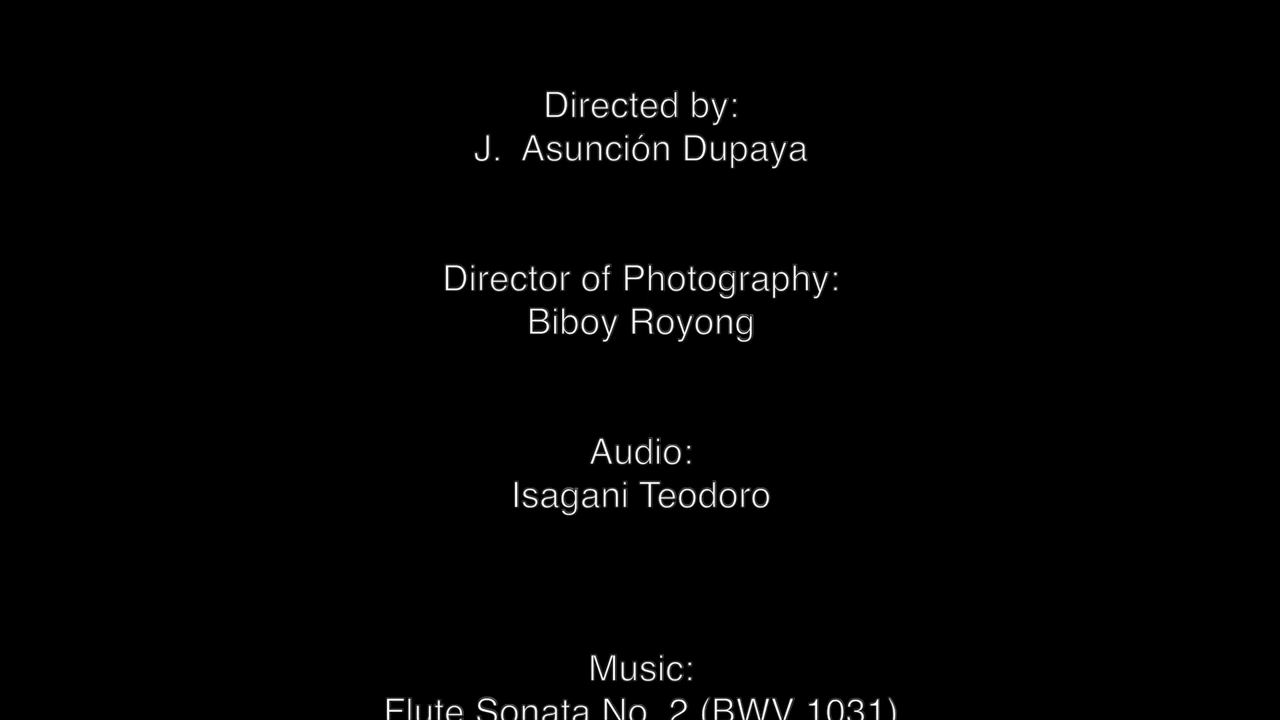 Directed by:
J. Asunción Dupaya
Director of Photography:
Biboy Royong
Audio:
Isagani Teodoro
Music:
Flute Sonata No. 2 (BWV 1031)